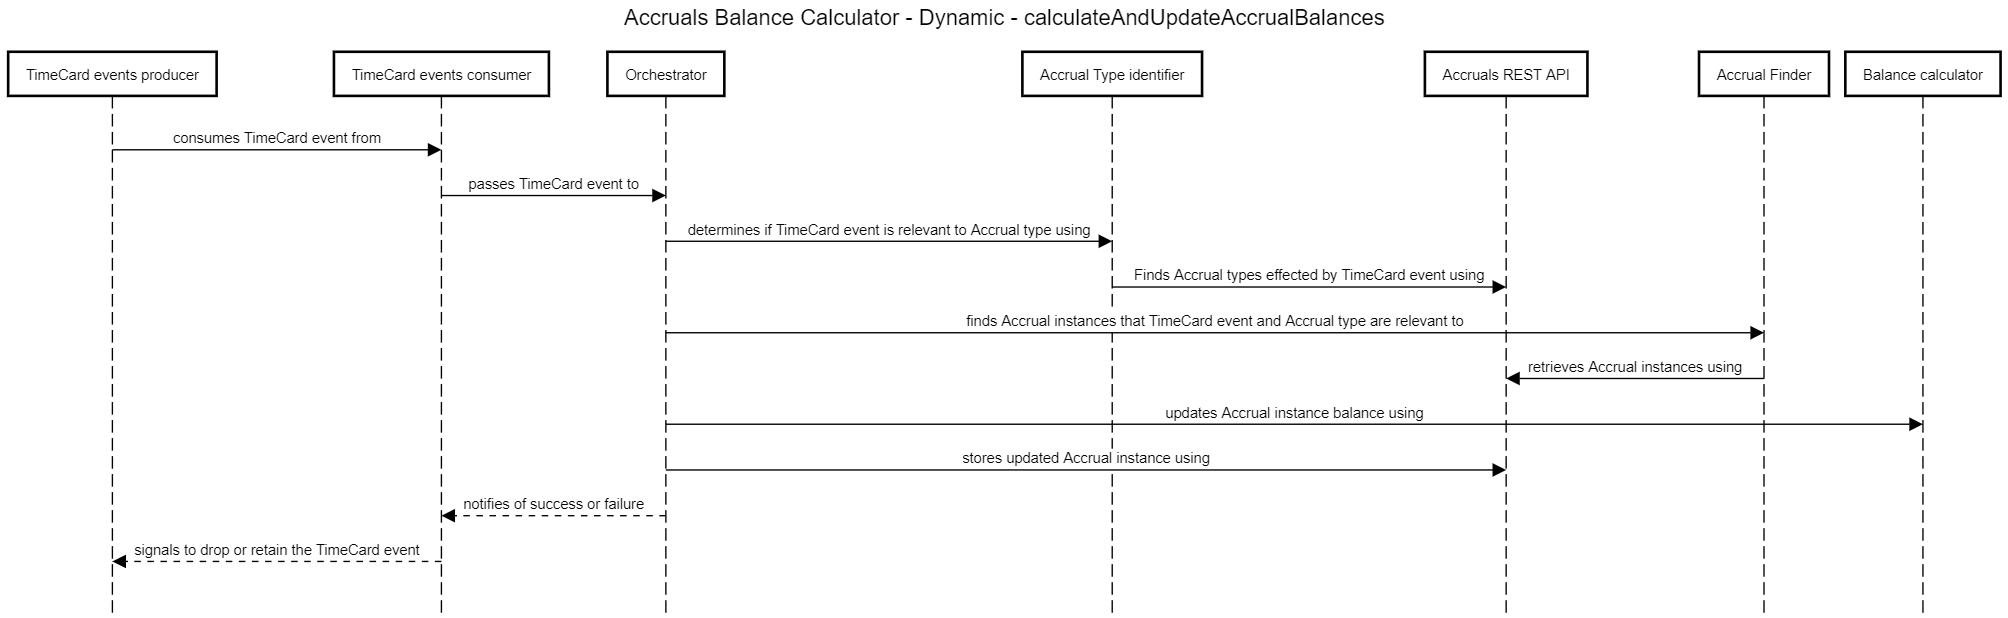 Accruals Balance Calculator - Dynamic - calculateAndUpdateAccrualBalances
TimeCard events producer
TimeCard events consumer
Orchestrator
Accrual Type identifier
Accruals REST API
Accrual Finder
Balance calculator
consumes TimeCard event from
passes TimeCard event to
determines if TimeCard event is relevant to Accrual type using
Finds Accrual types effected by TimeCard event using
finds Accrual instances that TimeCard event and Accrual type are relevant to
retrieves Accrual instances using
updates Accrual instance balance using
stores updated Accrual instance using
notifies of success or failure
signals to drop or retain the TimeCard event